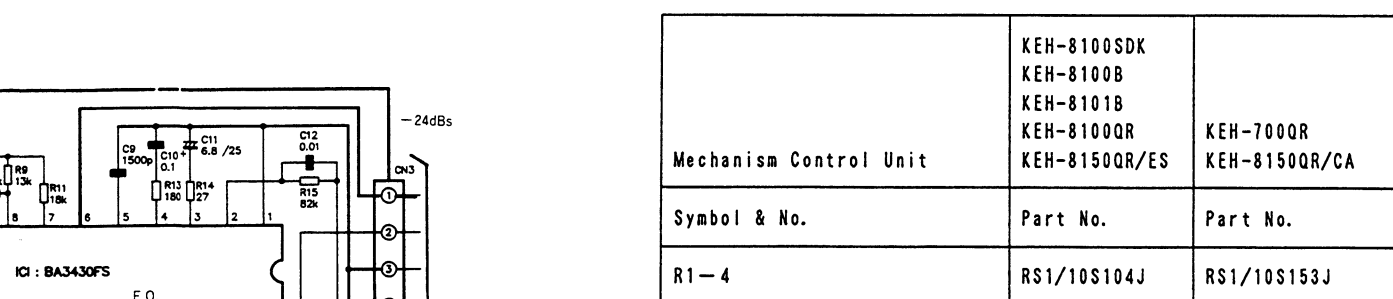 -24dBs
C12
0.01
C9
1500p
C10 +
0.1
C11
6.8 /25
CN3
R9
13k
R11
18k
R13
180
R14
27
R15
82k
1
2
3
8
7
6
5
4
3
2
1
IC1 : BA3430FS
E.Q
KEH-8100SDK
KEH-8100B
KEH-8101B
KEH-8100QR
KEH-700QR
Mechanism Control Unit
KEH-8150QR/ES
KEH-8150QR/CA
Symbol & No.
Part No.
Part No.
R1-4
RS1/10S104J
RS1/10S153J